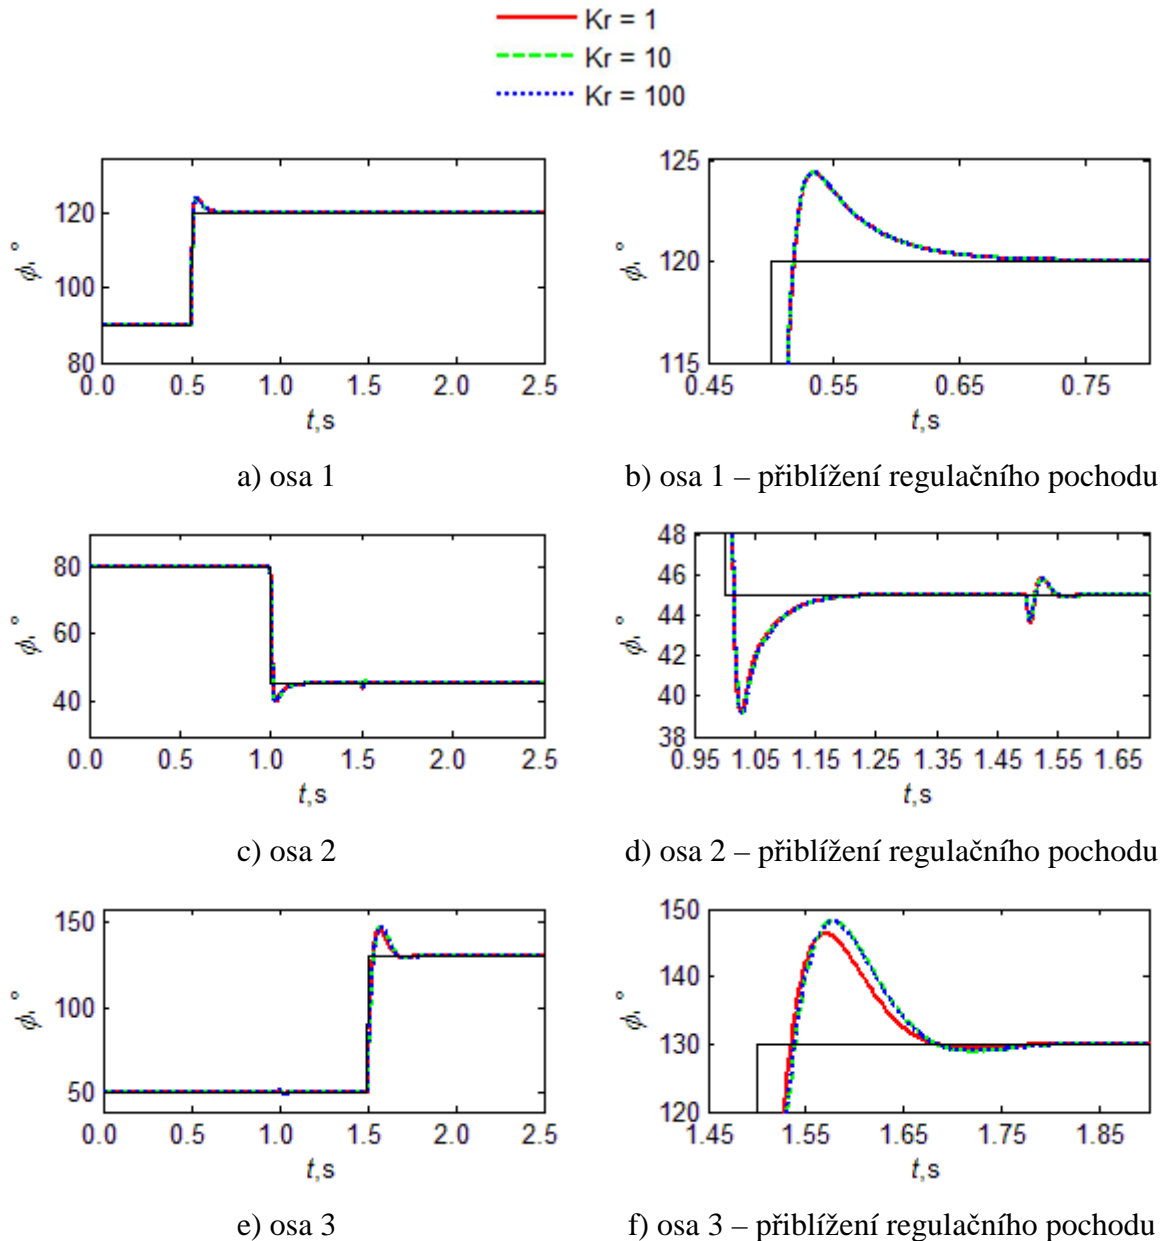 Kr = 1
Kr = 10
Kr = 100
120
100
80
0.0 0.5 1.0 1.5 2.0 2.5
ϕ, °
t,s
a) osa 1
125
120
115
0.45 0.55 0.65 0.75
ϕ, °
t,s
b) osa 1 – přiblížení regulačního pochodu
80
60
40
0.0 0.5 1.0 1.5 2.0 2.5
ϕ, °
t,s
c) osa 2
48
46
44
42
40
38
0.95 1.05 1.15 1.25 1.35 1.45 1.55 1.65
ϕ, °
t,s
d) osa 2 – přiblížení regulačního pochodu
150
100
50
0.0 0.5 1.0 1.5 2.0 2.5
ϕ, °
t,s
e) osa 3
150
140
130
120
1.45 1.55 1.65 1.75 1.85
ϕ, °
t,s
f) osa 3 – přiblížení regulačního pochodu